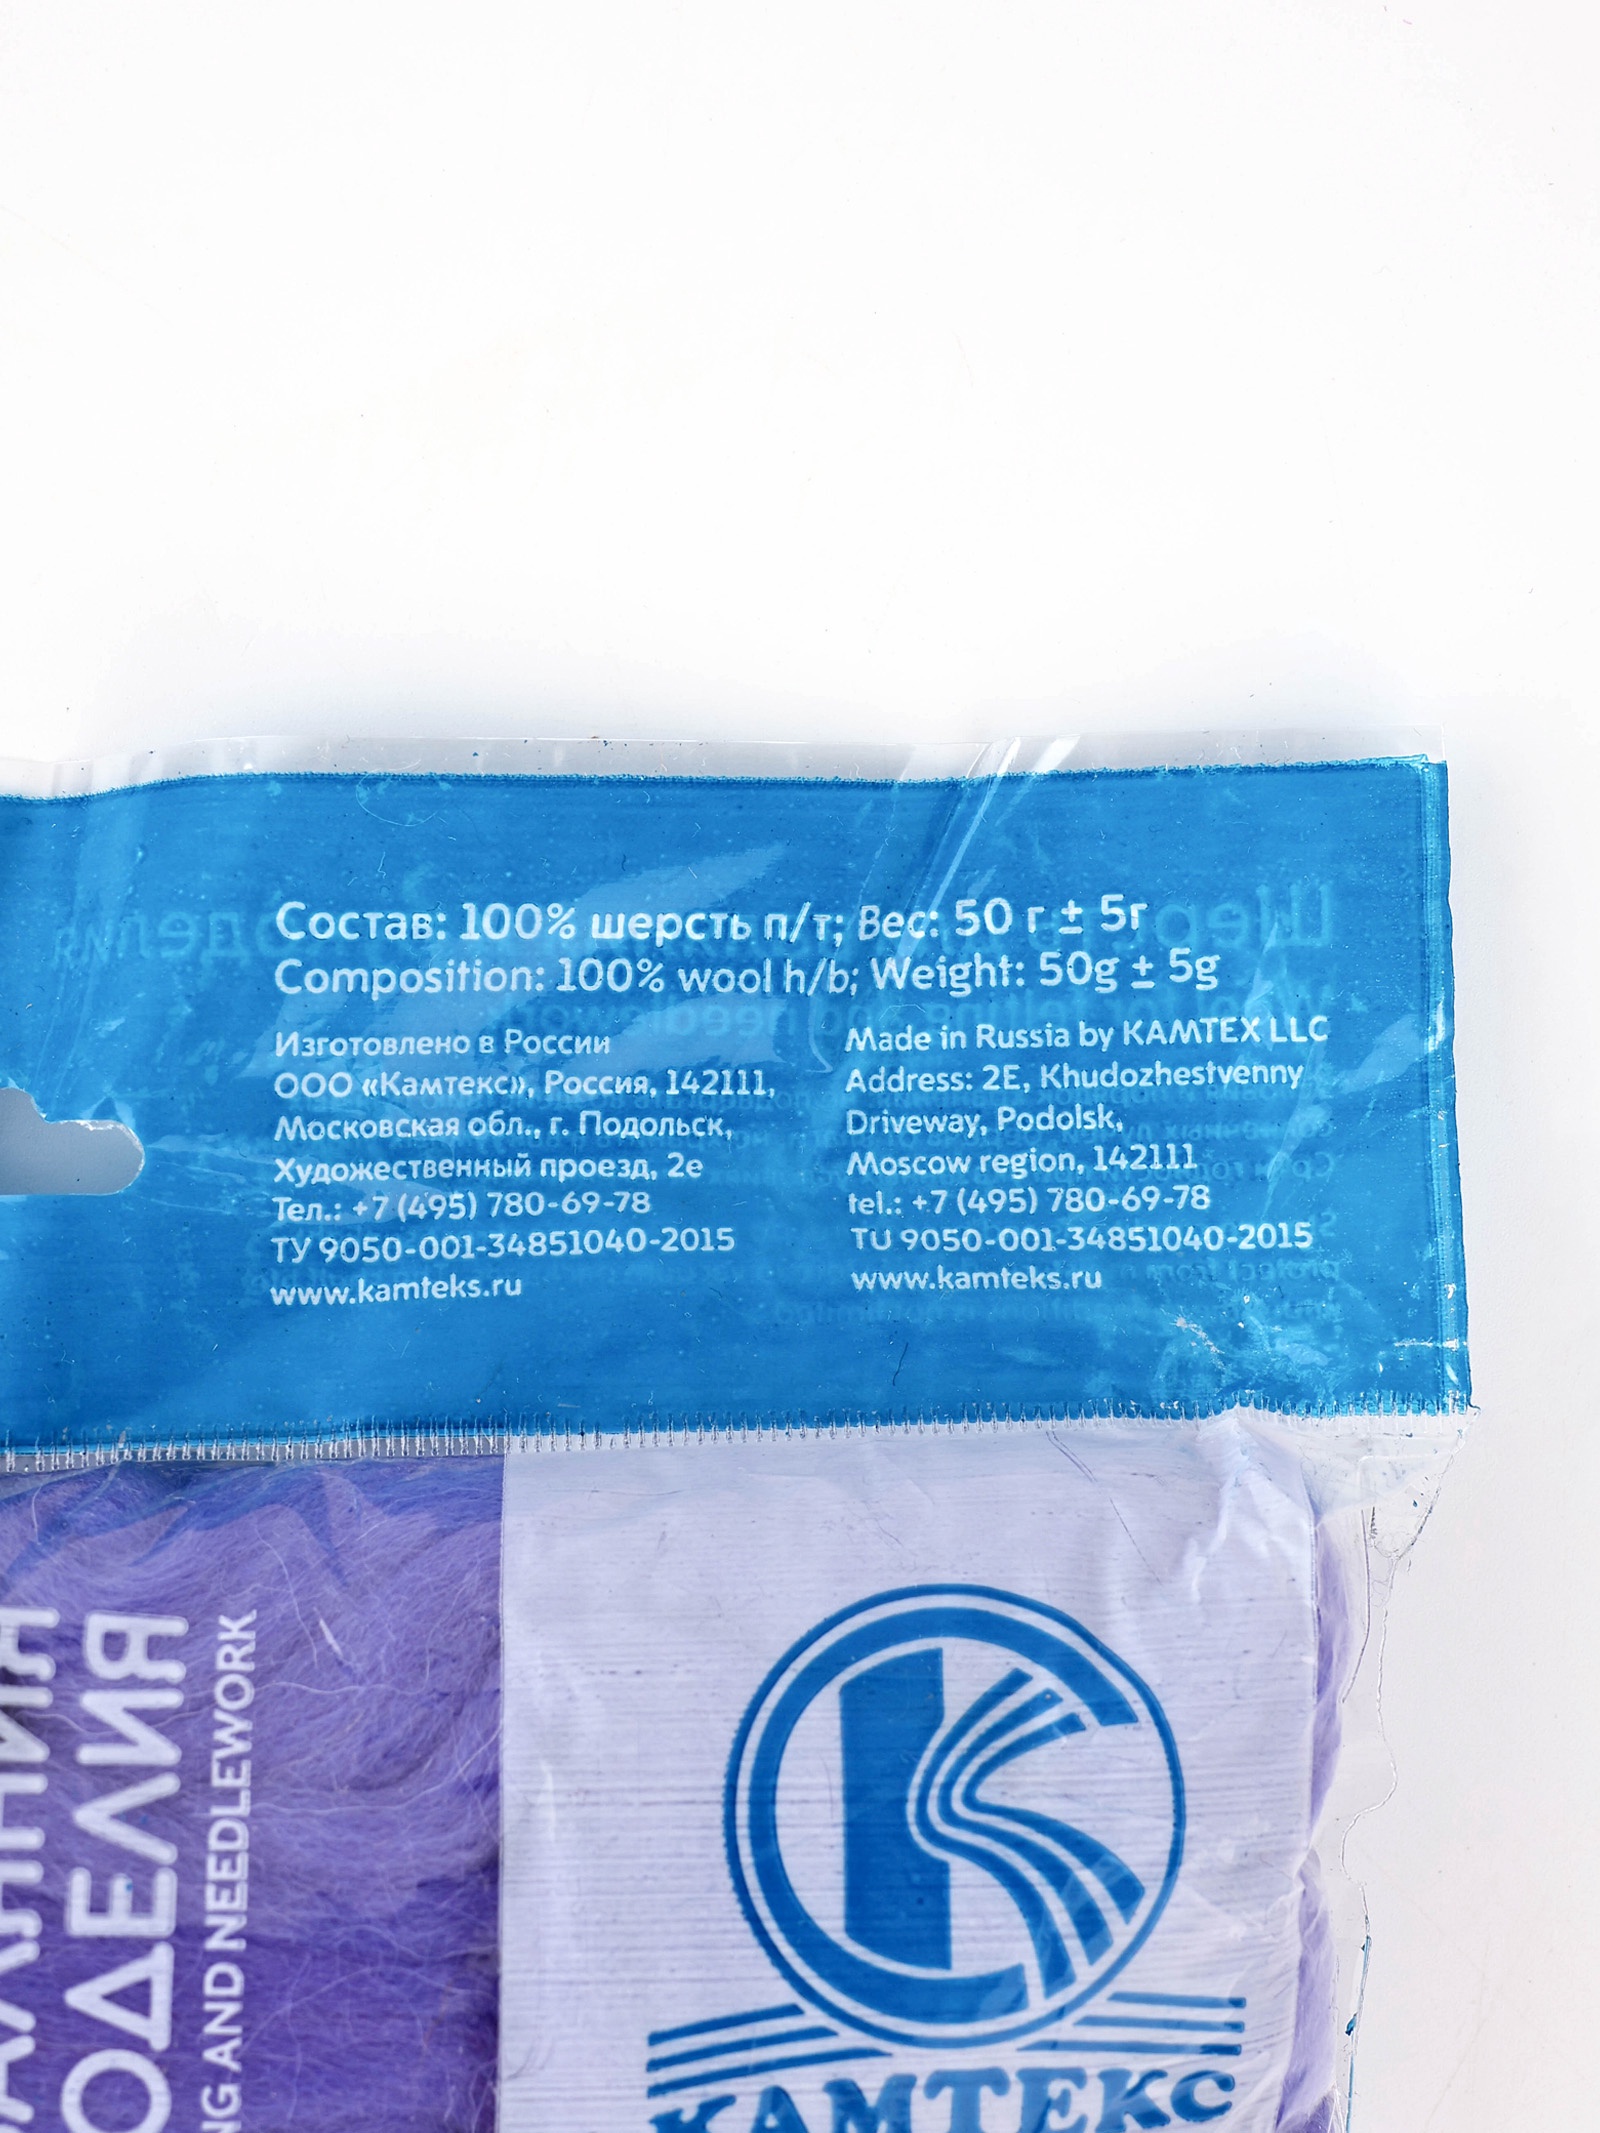 Состав: 100% шерсть п/т; Вес: 50 г ± 5г
Composition: 100% wool h/b; Weight: 50g ± 5g
Изготовлено в России
ООО «Камтекс», Россия, 142111,
Московская обл., г. Подольск,
Художественный проезд, 2е
Тел.: +7 (495) 780-69-78
ТУ 9050-001-34851040-2015
www.kamteks.ru
Made in Russia by KAMTEX LLC
Address: 2E, Khudozhestvenny
Driveway, Podolsk,
Moscow region, 142111
tel.: +7 (495) 780-69-78
TU 9050-001-34851040-2015
www.kamteks.ru
AND NEEDLEWORK
КАМТЕКС